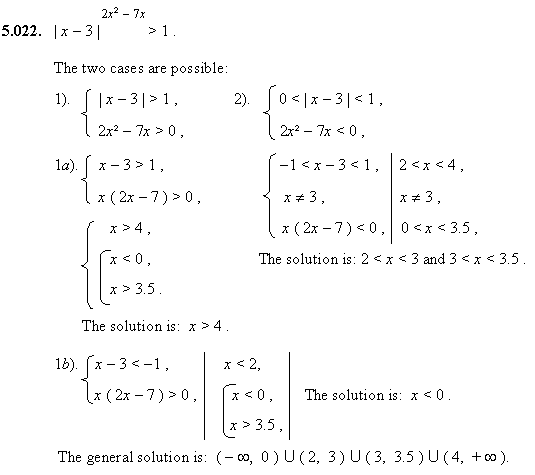 5.022. | x – 3 |^(2x² – 7x) > 1 .
The two cases are possible:
1). { | x – 3 | > 1 ,
2x² – 7x > 0 ,
2). { 0 < | x – 3 | < 1 ,
2x² – 7x < 0 ,
1a). { x – 3 > 1 ,
x ( 2x – 7 ) > 0 ,
{ x > 4 ,
[ x < 0 ,
x > 3.5 .
The solution is: x > 4 .
{ –1 < x – 3 < 1 , | 2 < x < 4 ,
x ≠ 3 , | x ≠ 3 ,
x ( 2x – 7 ) < 0 , | 0 < x < 3.5 ,
The solution is: 2 < x < 3 and 3 < x < 3.5 .
1b). { x – 3 < –1 , | x < 2, |
x ( 2x – 7 ) > 0 , | [ x < 0 , | The solution is: x < 0 .
x > 3.5 ,
The general solution is: ( – ∞, 0 ) U ( 2, 3 ) U ( 3, 3.5 ) U ( 4, + ∞ ).